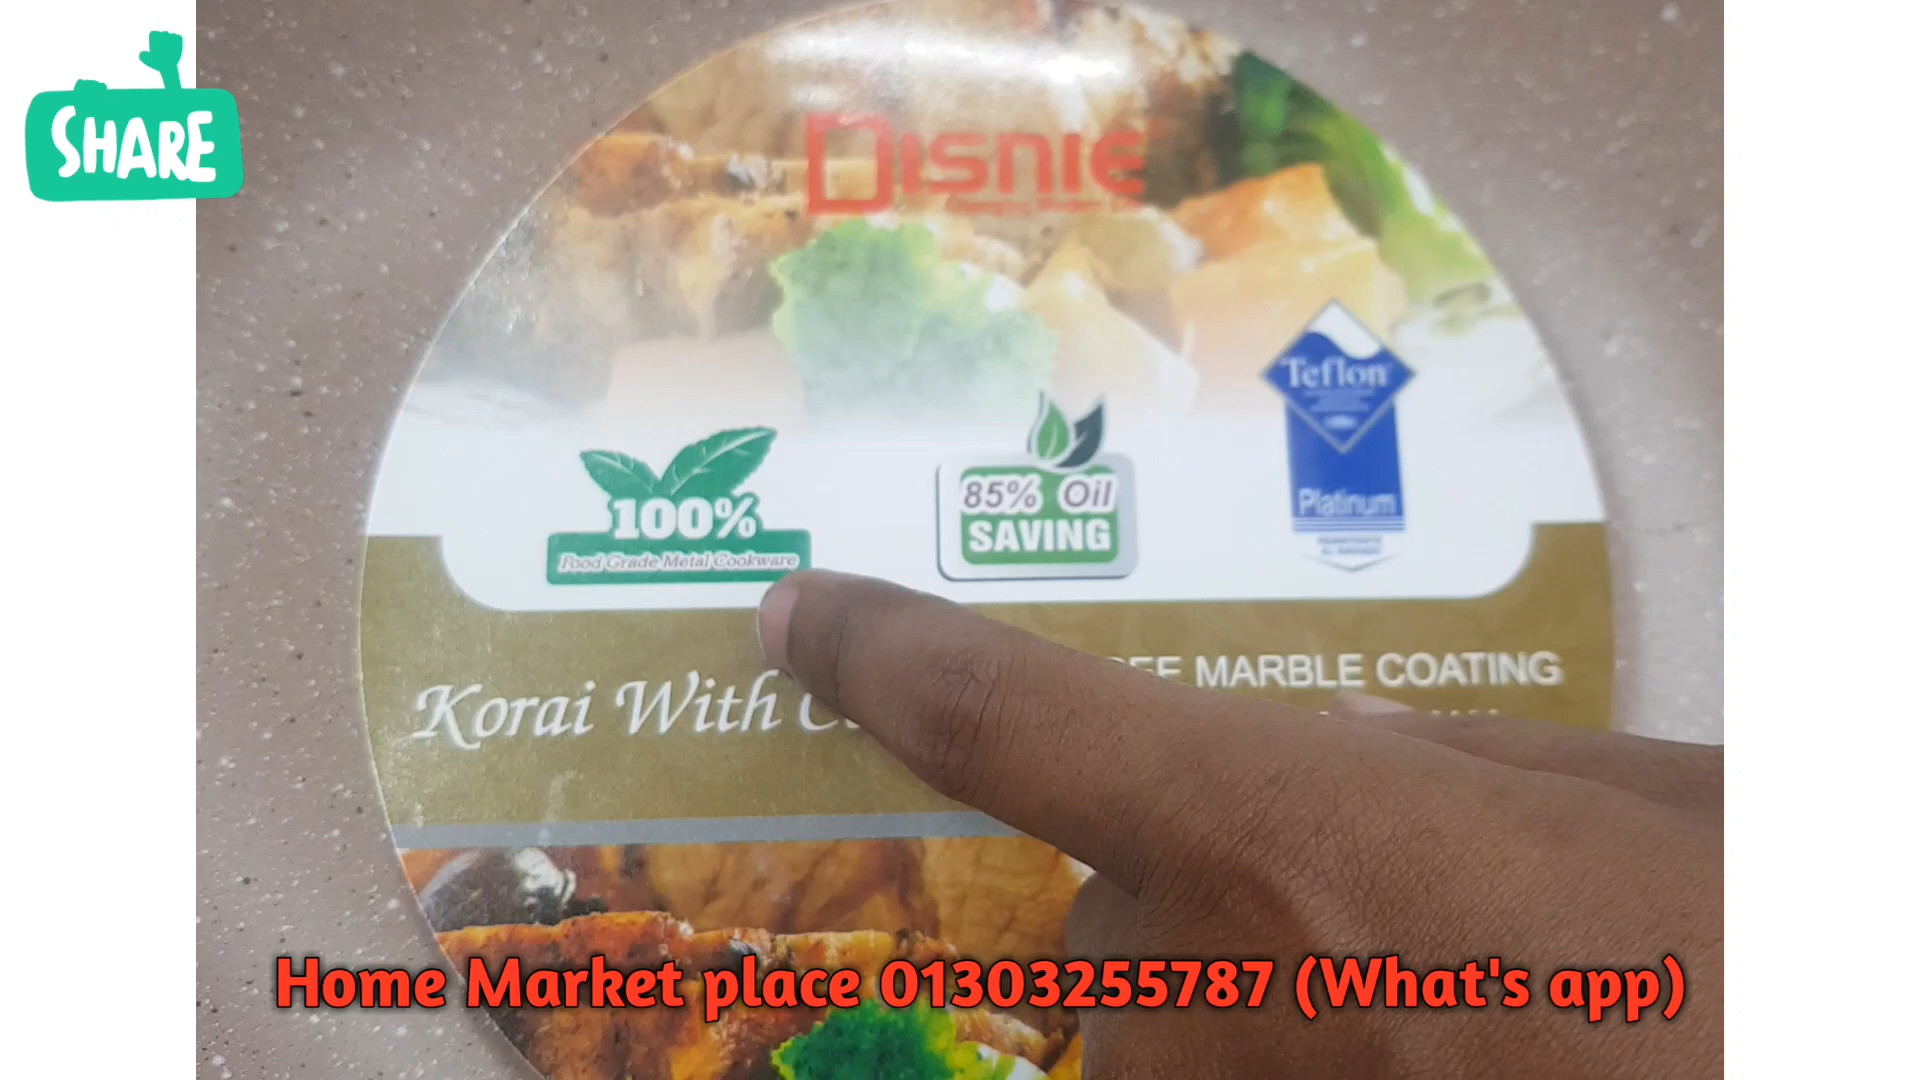 SHARE
DISNIE
Teflon
100%
Food Grade Metal Cookware
85% Oil
SAVING
Platinum
Korai With
MARBLE COATING
Home Market place 01303255787 (What's app)